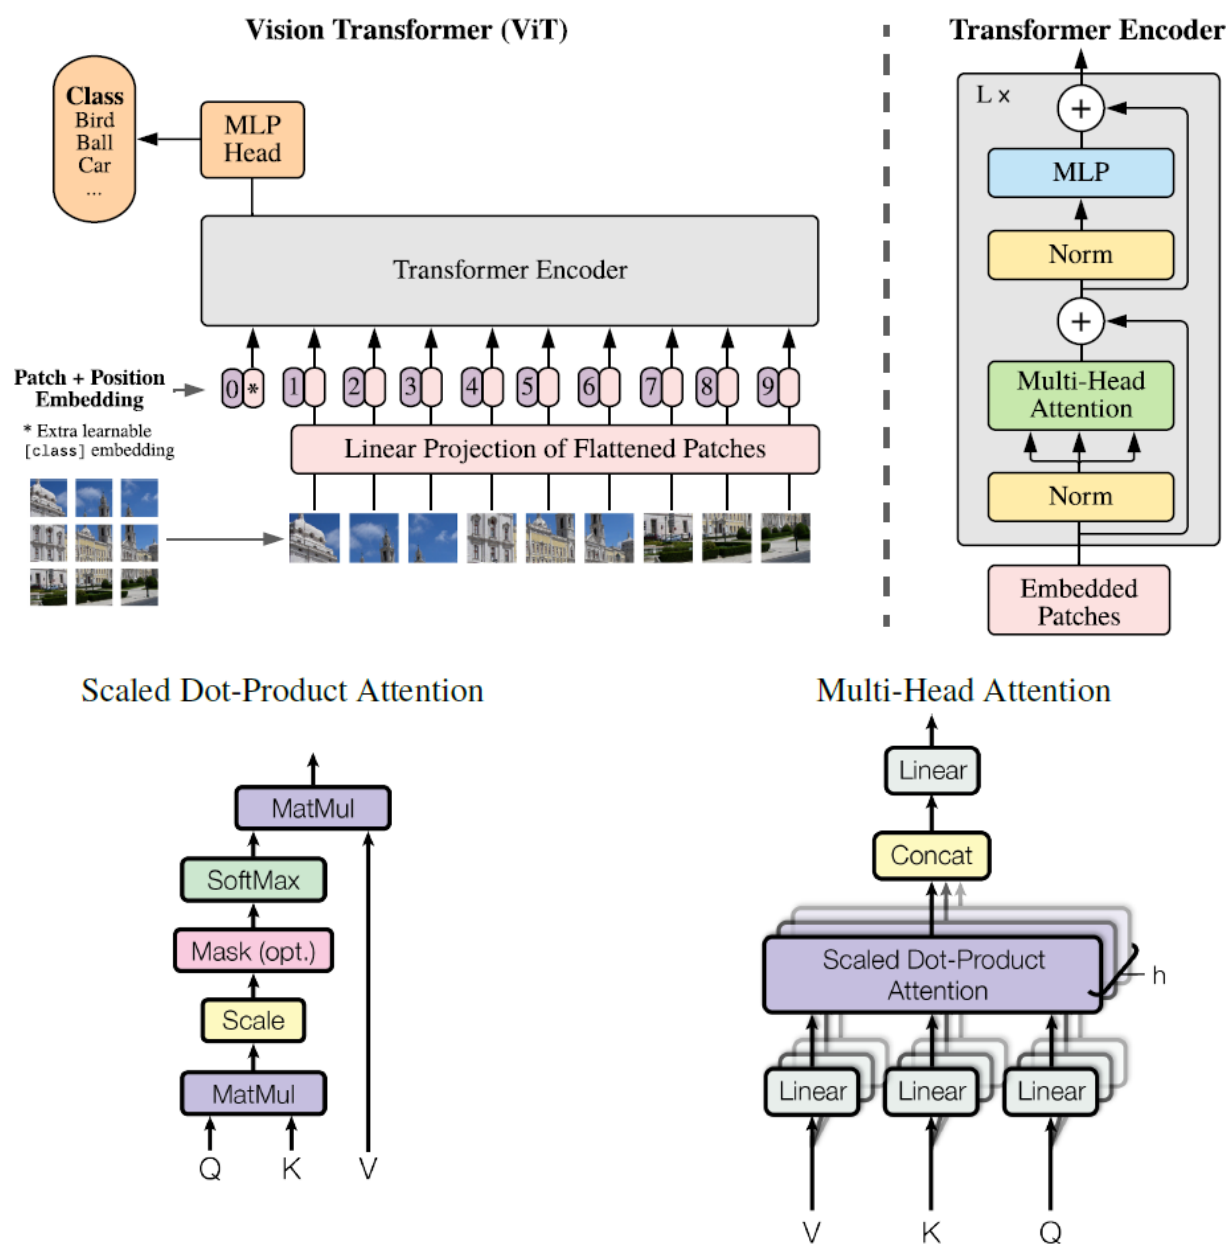 Vision Transformer (ViT)
Class
Bird
Ball
Car
...
MLP
Head
Transformer Encoder
Patch + Position
Embedding
* Extra learnable
[class] embedding
0 * 1 2 3 4 5 6 7 8 9
Linear Projection of Flattened Patches
Transformer Encoder
L ×
+
MLP
Norm
+
Multi-Head
Attention
Norm
Embedded
Patches
Scaled Dot-Product Attention
MatMul
SoftMax
Mask (opt.)
Scale
MatMul
Q K V
Multi-Head Attention
Linear
Concat
Scaled Dot-Product
Attention
h
Linear Linear Linear
V K Q